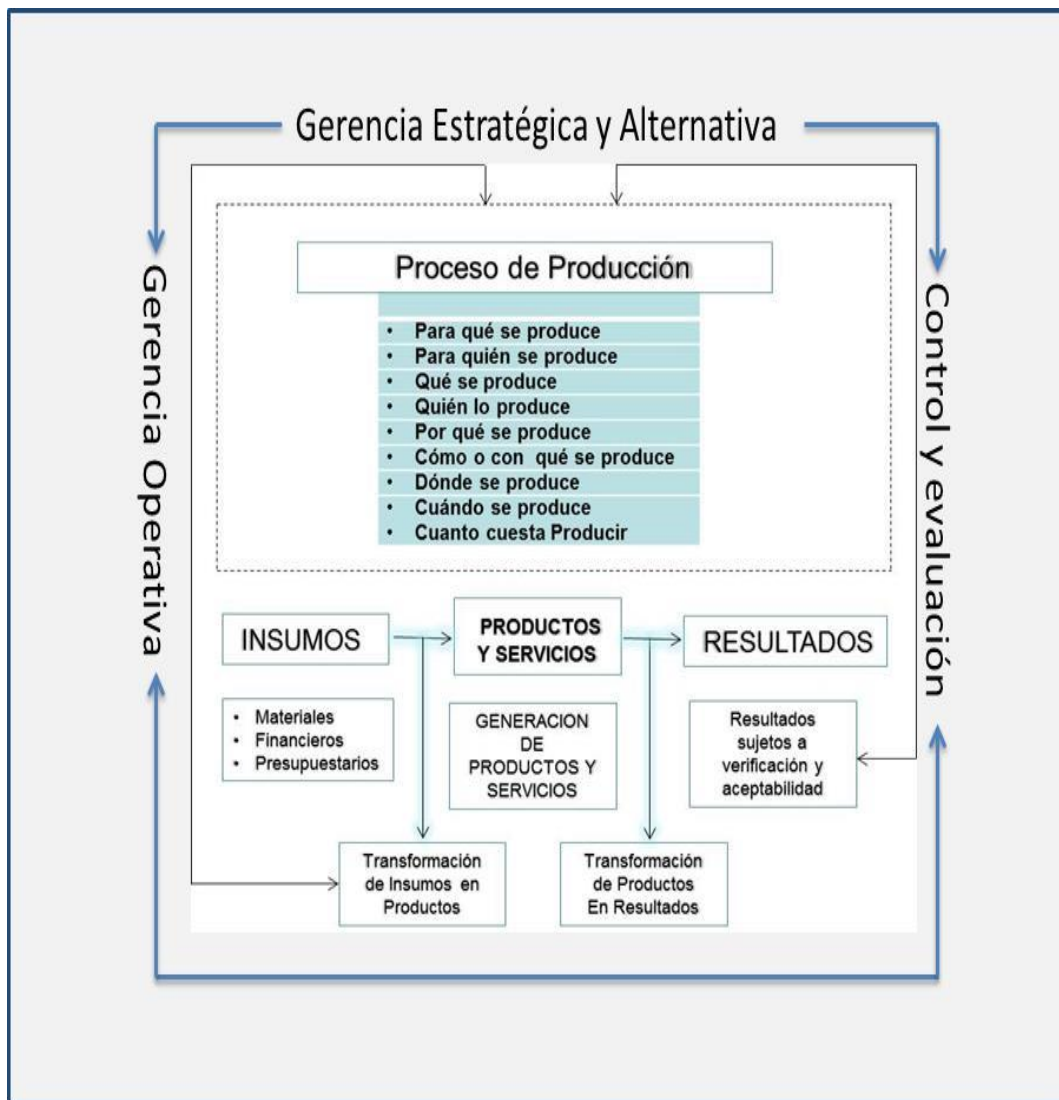 Gerencia Estratégica y Alternativa
Gerencia Operativa
Control y evaluación
Proceso de Producción
• Para qué se produce
• Para quién se produce
• Qué se produce
• Quién lo produce
• Por qué se produce
• Cómo o con qué se produce
• Dónde se produce
• Cuándo se produce
• Cuanto cuesta Producir
INSUMOS
PRODUCTOS
Y SERVICIOS
RESULTADOS
• Materiales
• Financieros
• Presupuestarios
GENERACION
DE
PRODUCTOS Y
SERVICIOS
Resultados
sujetos a
verificación y
aceptabilidad
Transformación
de Insumos en
Productos
Transformación
de Productos
En Resultados